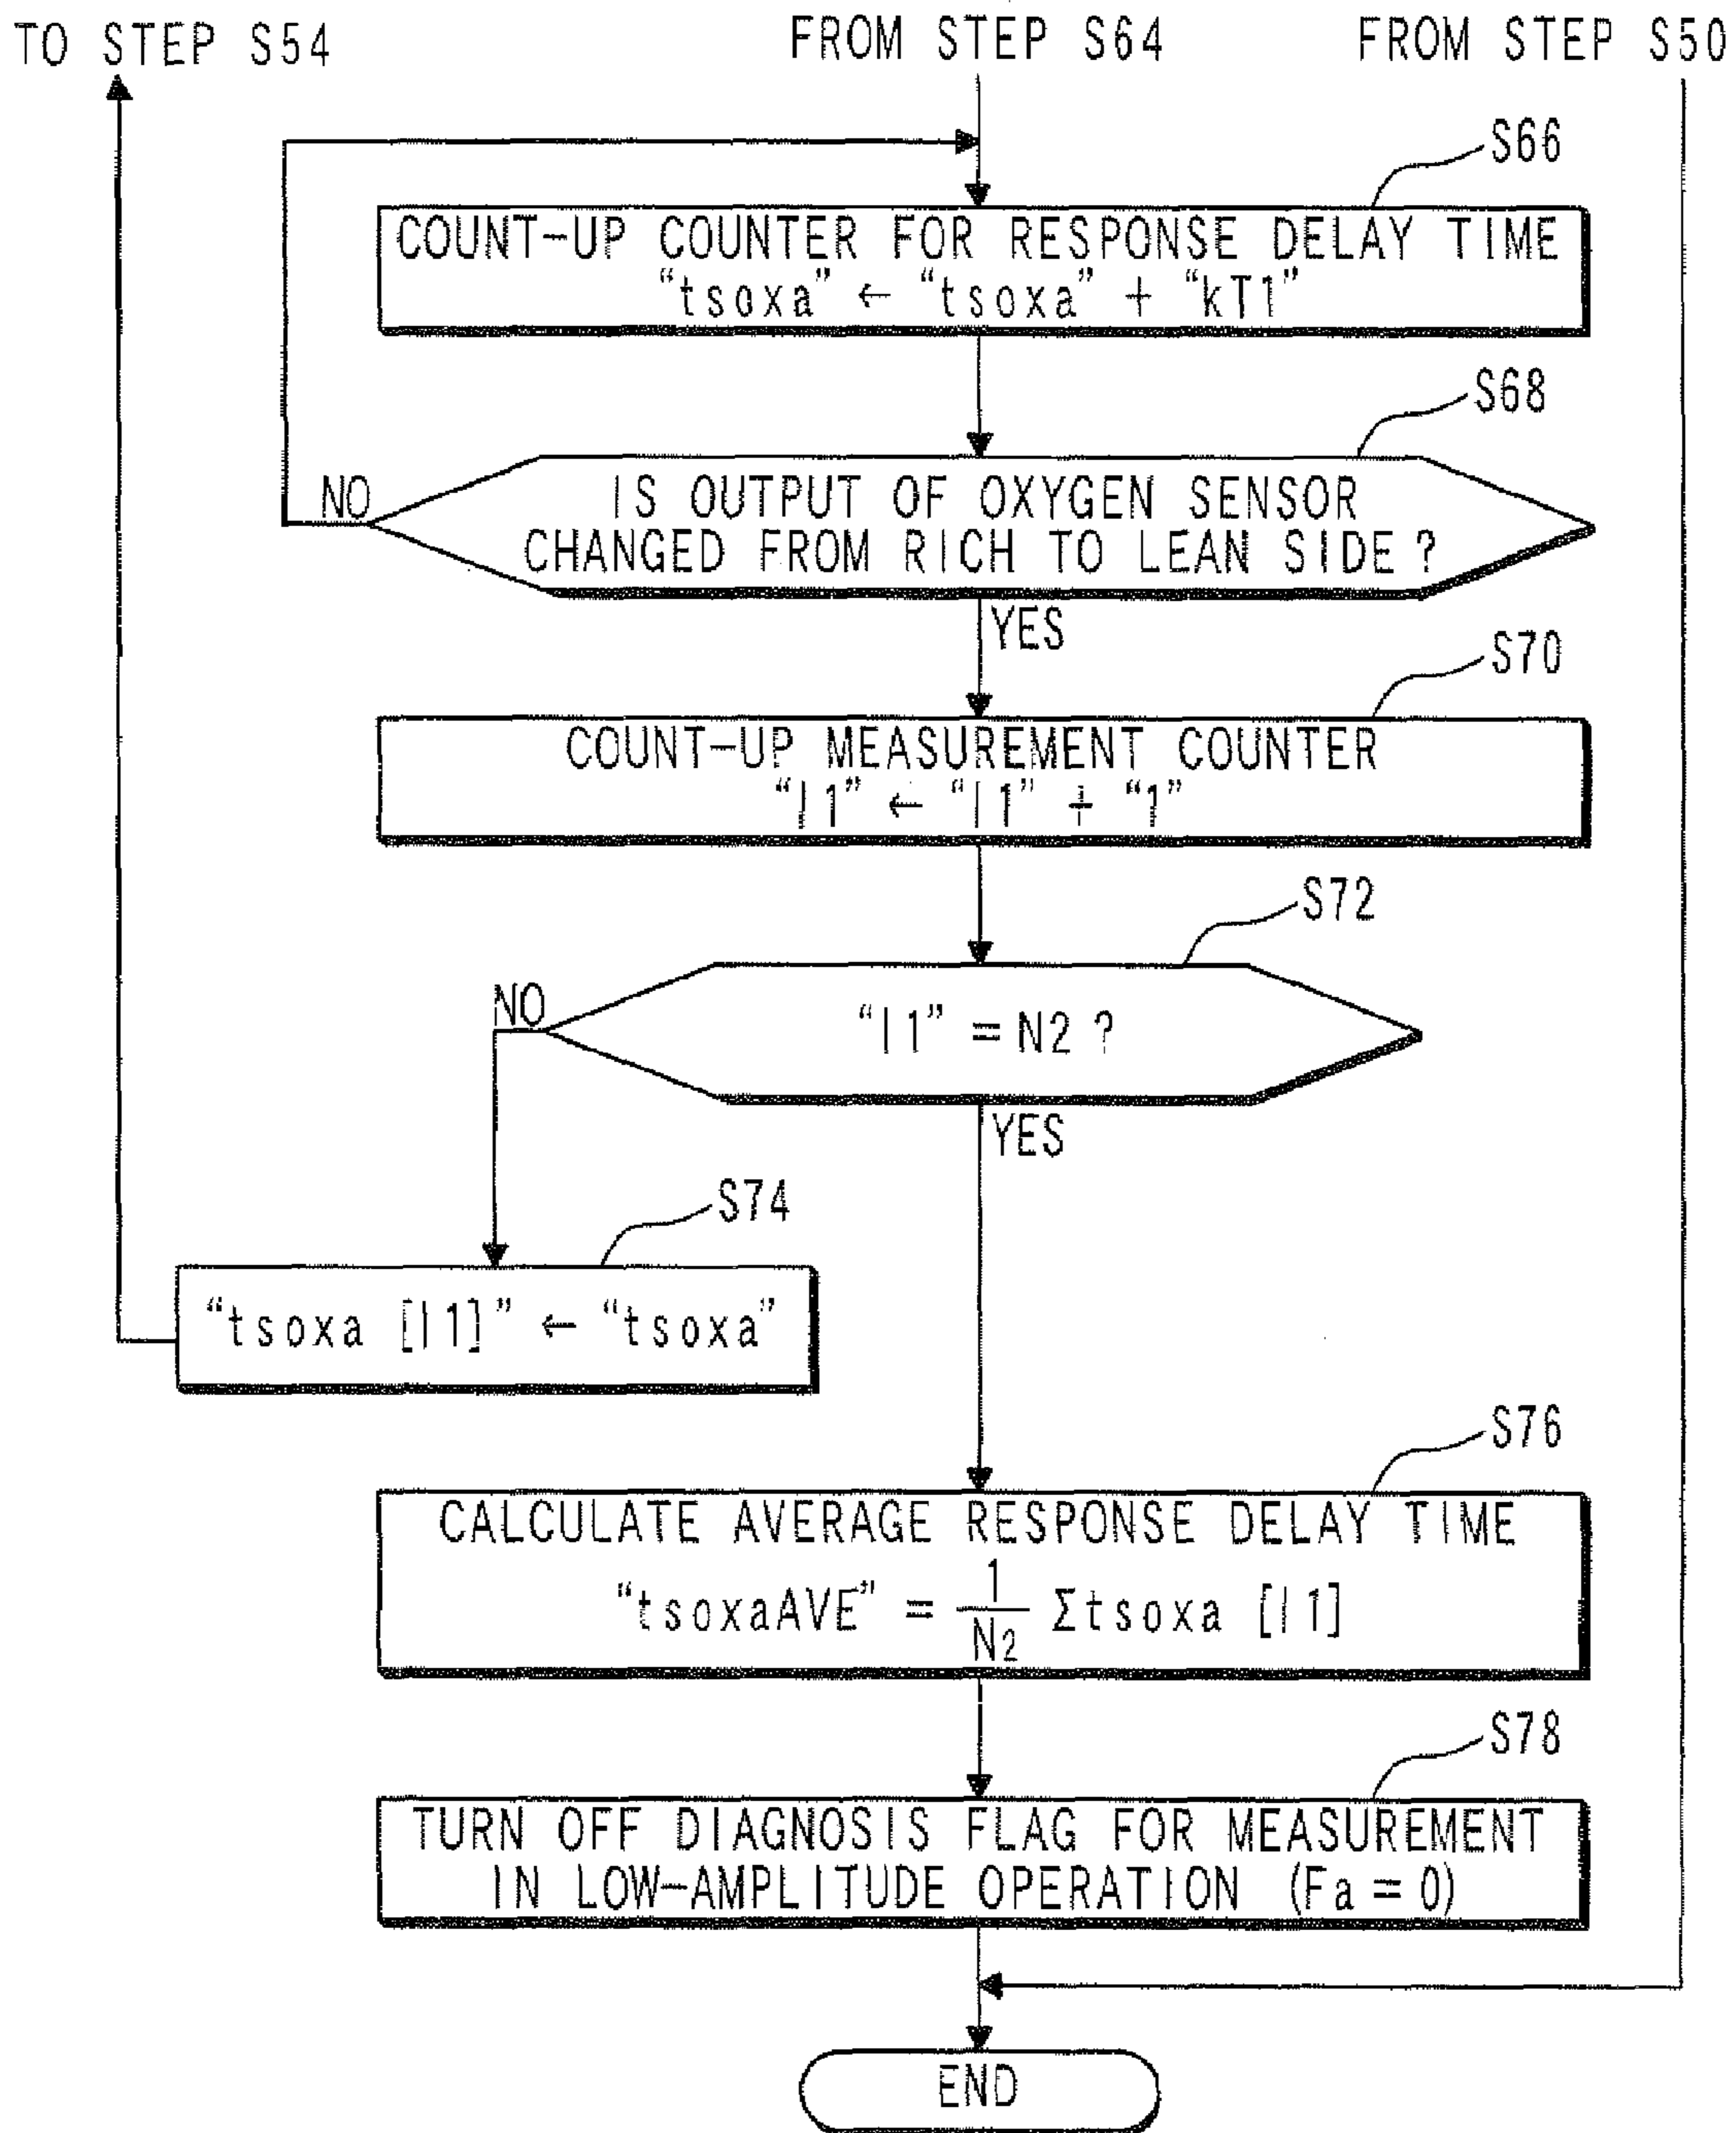 TO STEP S54
FROM STEP S64
FROM STEP S50
S66
COUNT-UP COUNTER FOR RESPONSE DELAY TIME
“tsoxa” ← “tsoxa” + “kT1”
S68
NO
IS OUTPUT OF OXYGEN SENSOR
CHANGED FROM RICH TO LEAN SIDE ?
YES
S70
COUNT-UP MEASUREMENT COUNTER
“I1” ← “I1” + “1”
S72
NO
“I1” = N2 ?
YES
S74
“tsoxa [I1]” ← “tsoxa”
S76
CALCULATE AVERAGE RESPONSE DELAY TIME
“tsoxaAVE” = 1/N2 Σtsoxa [I1]
S78
TURN OFF DIAGNOSIS FLAG FOR MEASUREMENT
IN LOW-AMPLITUDE OPERATION (Fa = 0)
END